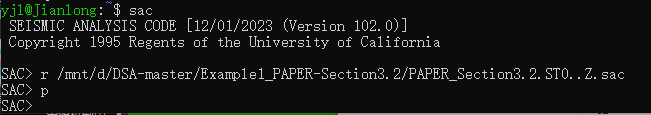 yjl@Jianlong:~$ sac
SEISMIC ANALYSIS CODE [12/01/2023 (Version 102.0)]
Copyright 1995 Regents of the University of California
SAC> r /mnt/d/DSA-master/Example1_PAPER-Section3.2/PAPER_Section3.2.ST0..Z.sac
SAC> p
SAC>